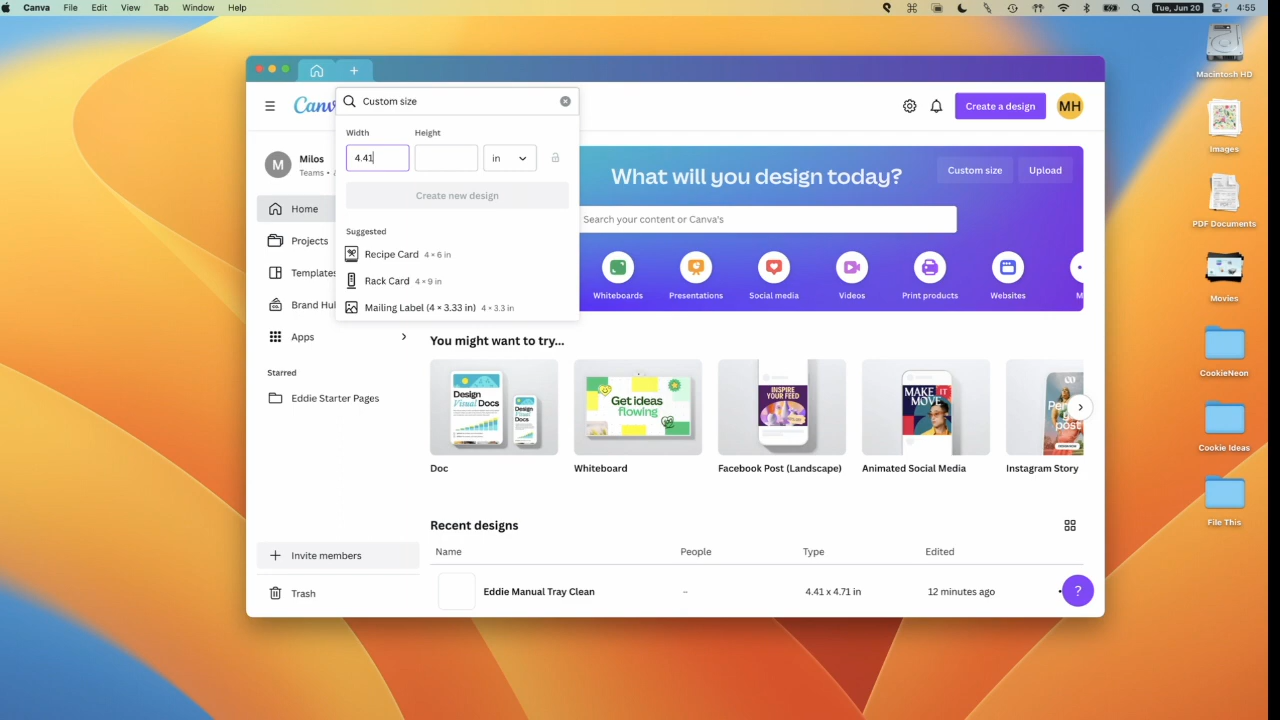 Canva File Edit View Tab Window Help Tue, Jun 20 4:55
Macintosh HD
Images
PDF Documents
Movies
CookieNeon
Cookie Ideas
File This
Custom size
Create a design
MH
Width Height
4.41 in
Create new design
Suggested
Recipe Card 4 × 6 in
Rack Card 4 × 9 in
Mailing Label (4 × 3.33 in) 4 × 3.3 in
M
Milos
Teams •
Home
Projects
Templates
Brand Hu
Apps
Starred
Eddie Starter Pages
Invite members
Trash
What will you design today?
Custom size
Upload
Search your content or Canva's
Whiteboards
Presentations
Social media
Videos
Print products
Websites
M
You might want to try...
Design
Visual Docs
Design
Visual
Docs
Get ideas
flowing
INSPIRE
YOUR FEED
MAKE IT
MOVE
Doc
Whiteboard
Facebook Post (Landscape)
Animated Social Media
Instagram Story
Recent designs
Name People Type Edited
Eddie Manual Tray Clean – 4.41 x 4.71 in 12 minutes ago
?